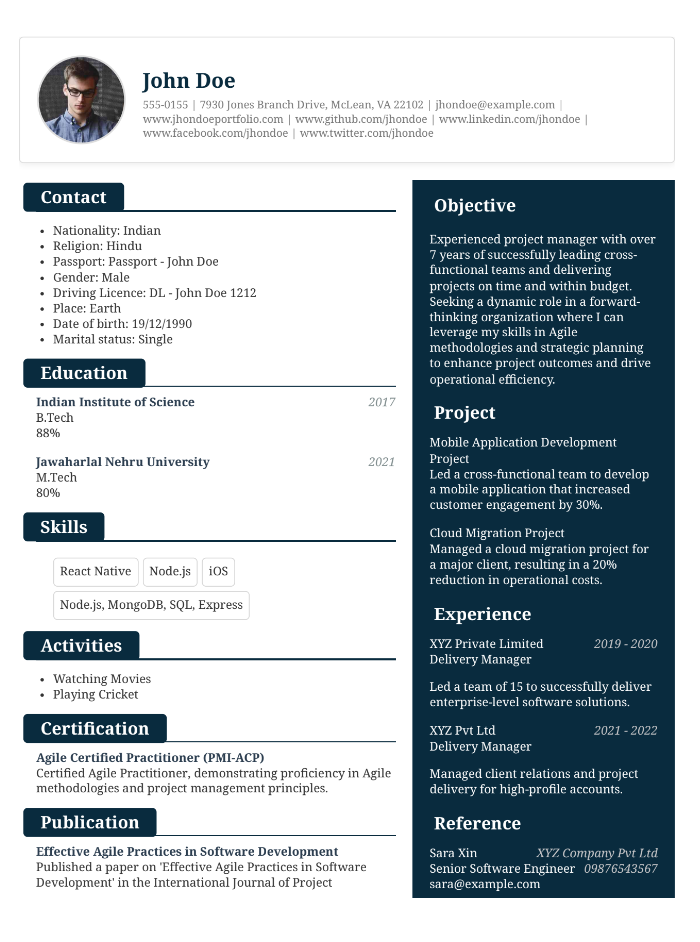 John Doe
555-0155 | 7930 Jones Branch Drive, McLean, VA 22102 | jhondoe@example.com |
www.jhondoeportfolio.com | www.github.com/jhondoe | www.linkedin.com/jhondoe |
www.facebook.com/jhondoe | www.twitter.com/jhondoe
Contact
• Nationality: Indian
• Religion: Hindu
• Passport: Passport - John Doe
• Gender: Male
• Driving Licence: DL - John Doe 1212
• Place: Earth
• Date of birth: 19/12/1990
• Marital status: Single
Education
Indian Institute of Science 2017
B.Tech
88%
Jawaharlal Nehru University 2021
M.Tech
80%
Skills
React Native Node.js iOS
Node.js, MongoDB, SQL, Express
Activities
• Watching Movies
• Playing Cricket
Certification
Agile Certified Practitioner (PMI-ACP)
Certified Agile Practitioner, demonstrating proficiency in Agile
methodologies and project management principles.
Publication
Effective Agile Practices in Software Development
Published a paper on 'Effective Agile Practices in Software
Development' in the International Journal of Project
Objective
Experienced project manager with over
7 years of successfully leading cross-
functional teams and delivering
projects on time and within budget.
Seeking a dynamic role in a forward-
thinking organization where I can
leverage my skills in Agile
methodologies and strategic planning
to enhance project outcomes and drive
operational efficiency.
Project
Mobile Application Development
Project
Led a cross-functional team to develop
a mobile application that increased
customer engagement by 30%.
Cloud Migration Project
Managed a cloud migration project for
a major client, resulting in a 20%
reduction in operational costs.
Experience
XYZ Private Limited 2019 - 2020
Delivery Manager
Led a team of 15 to successfully deliver
enterprise-level software solutions.
XYZ Pvt Ltd 2021 - 2022
Delivery Manager
Managed client relations and project
delivery for high-profile accounts.
Reference
Sara Xin XYZ Company Pvt Ltd
Senior Software Engineer 09876543567
sara@example.com